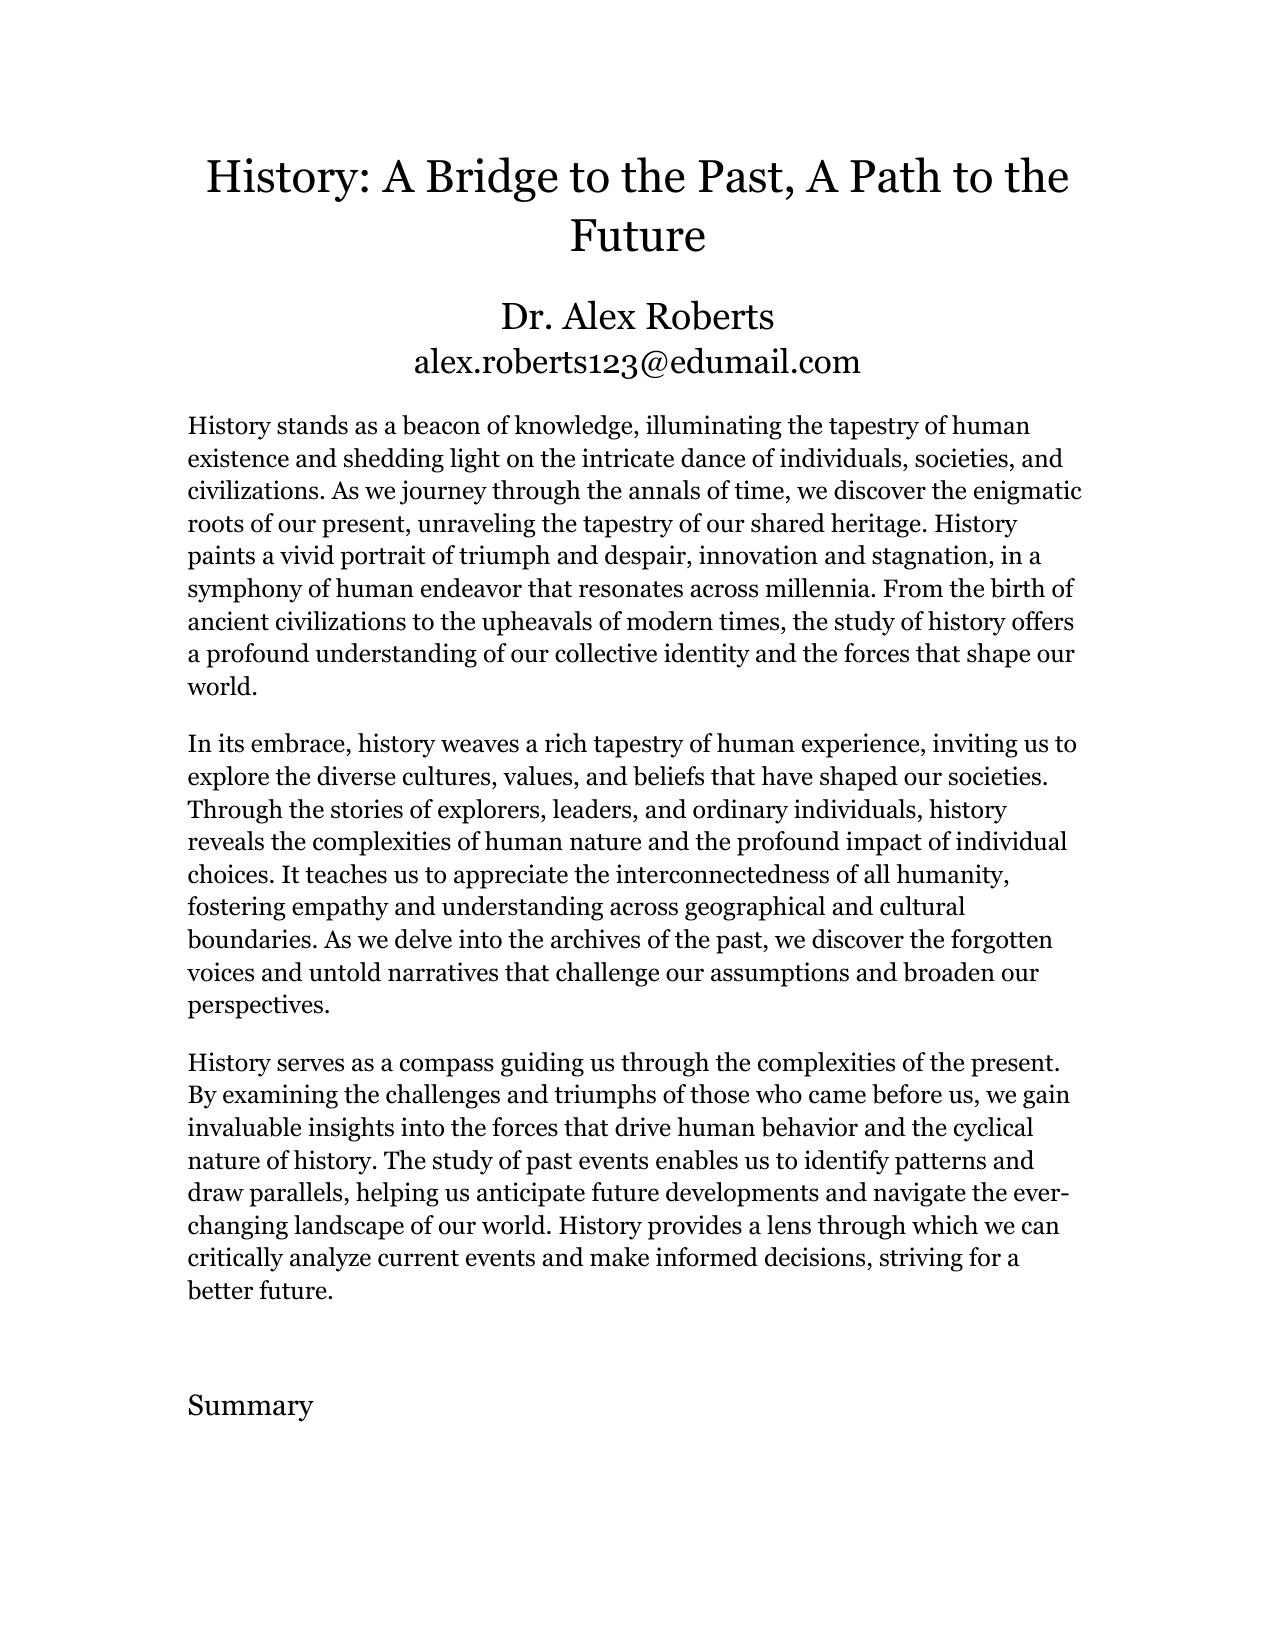 History: A Bridge to the Past, A Path to the
Future
Dr. Alex Roberts
alex.roberts123@edumail.com
History stands as a beacon of knowledge, illuminating the tapestry of human
existence and shedding light on the intricate dance of individuals, societies, and
civilizations. As we journey through the annals of time, we discover the enigmatic
roots of our present, unraveling the tapestry of our shared heritage. History
paints a vivid portrait of triumph and despair, innovation and stagnation, in a
symphony of human endeavor that resonates across millennia. From the birth of
ancient civilizations to the upheavals of modern times, the study of history offers
a profound understanding of our collective identity and the forces that shape our
world.
In its embrace, history weaves a rich tapestry of human experience, inviting us to
explore the diverse cultures, values, and beliefs that have shaped our societies.
Through the stories of explorers, leaders, and ordinary individuals, history
reveals the complexities of human nature and the profound impact of individual
choices. It teaches us to appreciate the interconnectedness of all humanity,
fostering empathy and understanding across geographical and cultural
boundaries. As we delve into the archives of the past, we discover the forgotten
voices and untold narratives that challenge our assumptions and broaden our
perspectives.
History serves as a compass guiding us through the complexities of the present.
By examining the challenges and triumphs of those who came before us, we gain
invaluable insights into the forces that drive human behavior and the cyclical
nature of history. The study of past events enables us to identify patterns and
draw parallels, helping us anticipate future developments and navigate the ever-
changing landscape of our world. History provides a lens through which we can
critically analyze current events and make informed decisions, striving for a
better future.
Summary